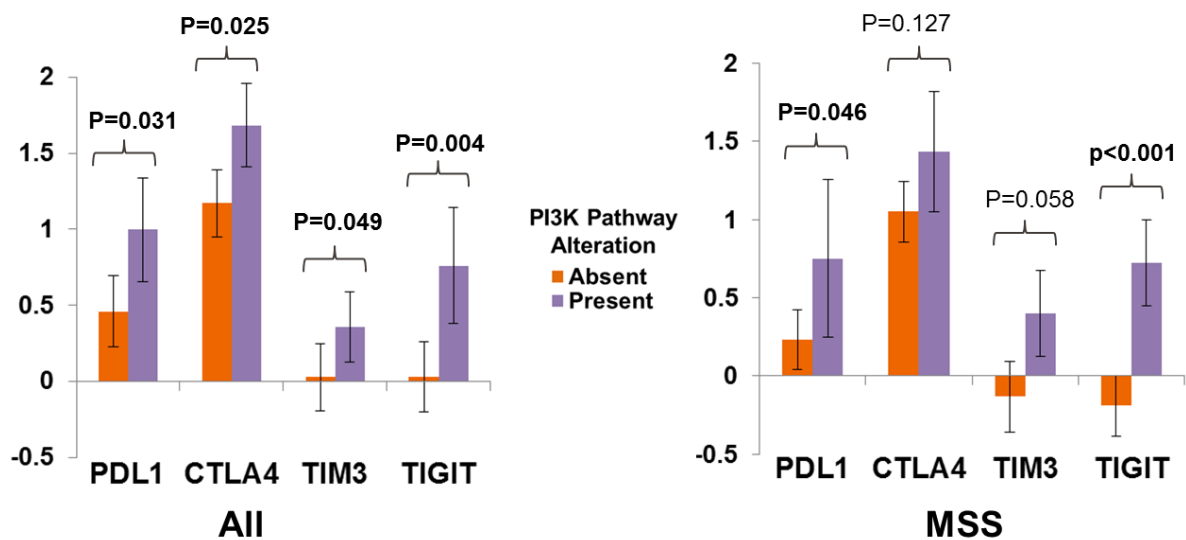 P=0.025
P=0.031
P=0.004
P=0.049
2
1.5
1
0.5
0
-0.5
PDL1 CTLA4 TIM3 TIGIT
All
PI3K Pathway
Alteration
Absent
Present
P=0.127
P=0.046
p<0.001
P=0.058
2
1.5
1
0.5
0
-0.5
PDL1 CTLA4 TIM3 TIGIT
MSS